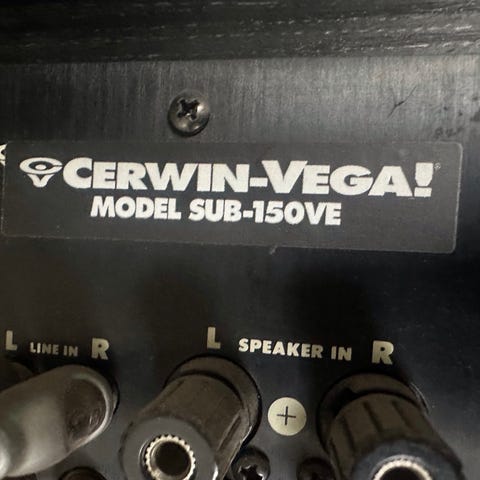 CERWIN-VEGA!
MODEL SUB-150VE
L LINE IN R
L SPEAKER IN R
+